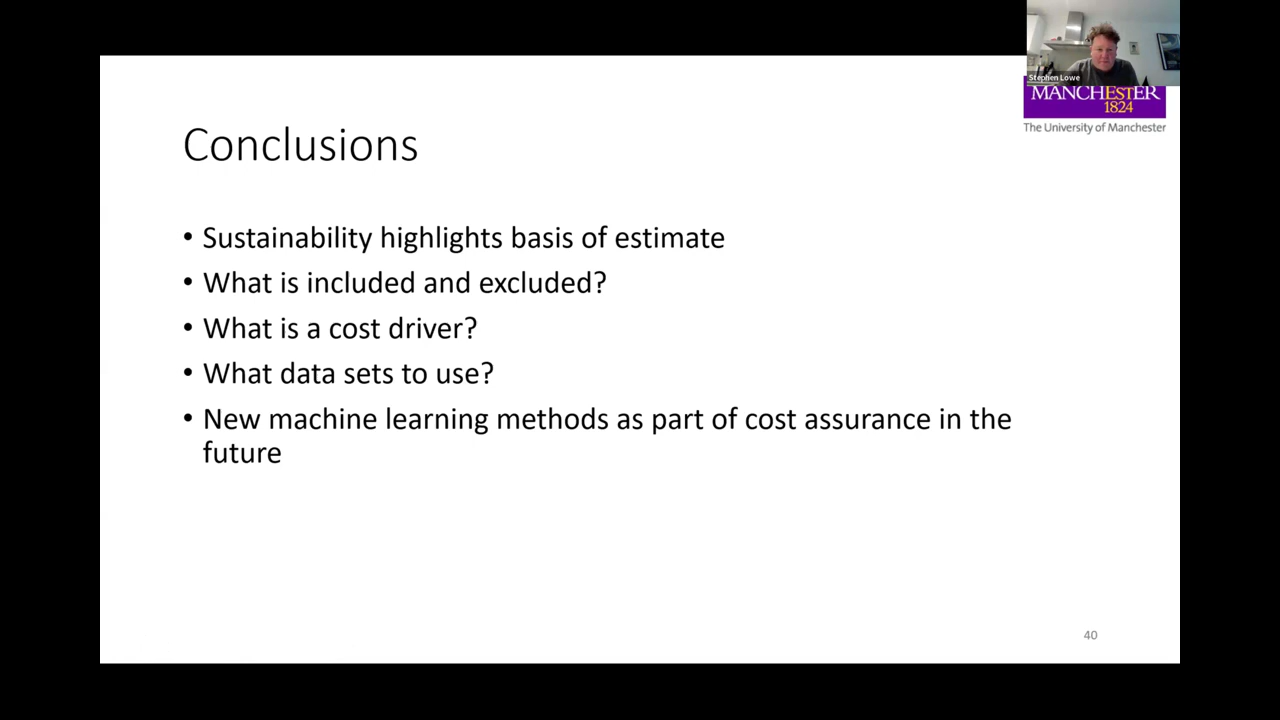 Stephen Lowe
MANCHESTER
1824
The University of Manchester
Conclusions
• Sustainability highlights basis of estimate
• What is included and excluded?
• What is a cost driver?
• What data sets to use?
• New machine learning methods as part of cost assurance in the
future
40